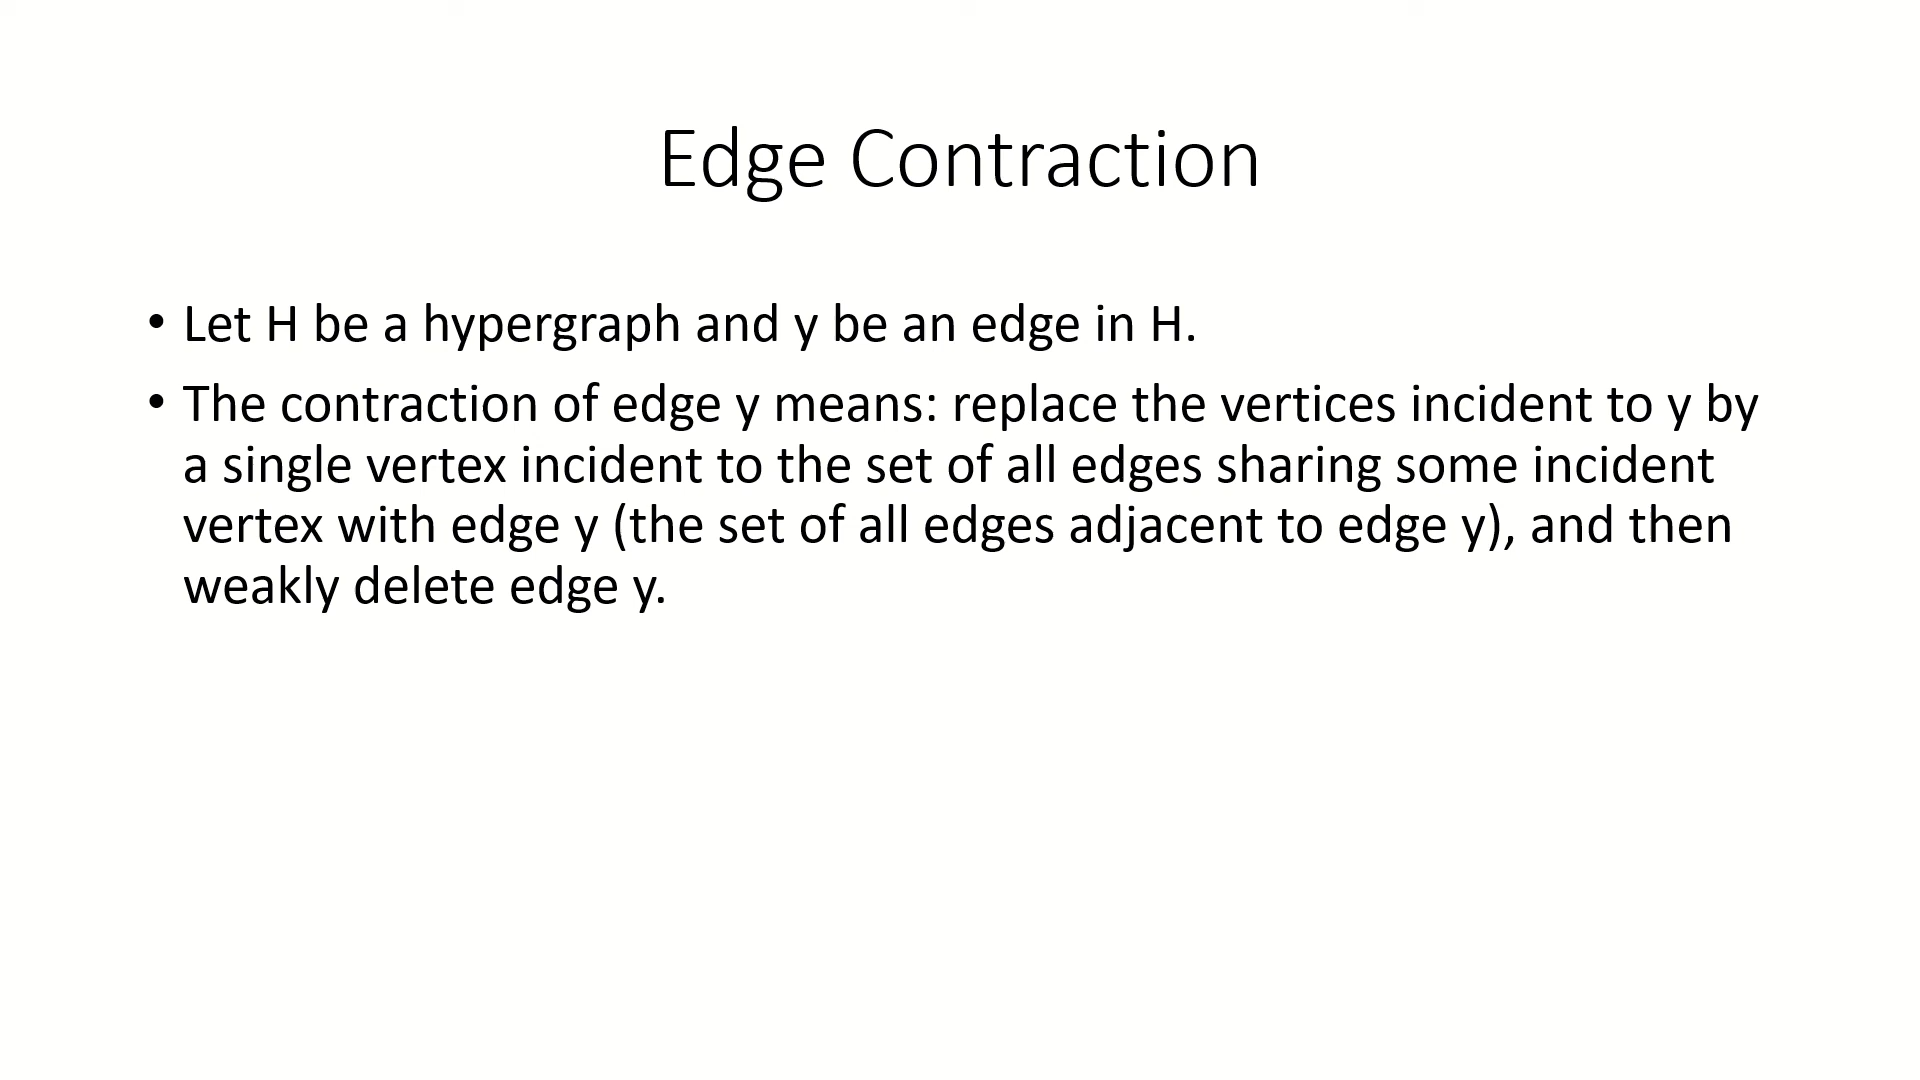 Edge Contraction
• Let H be a hypergraph and y be an edge in H.
• The contraction of edge y means: replace the vertices incident to y by
a single vertex incident to the set of all edges sharing some incident
vertex with edge y (the set of all edges adjacent to edge y), and then
weakly delete edge y.